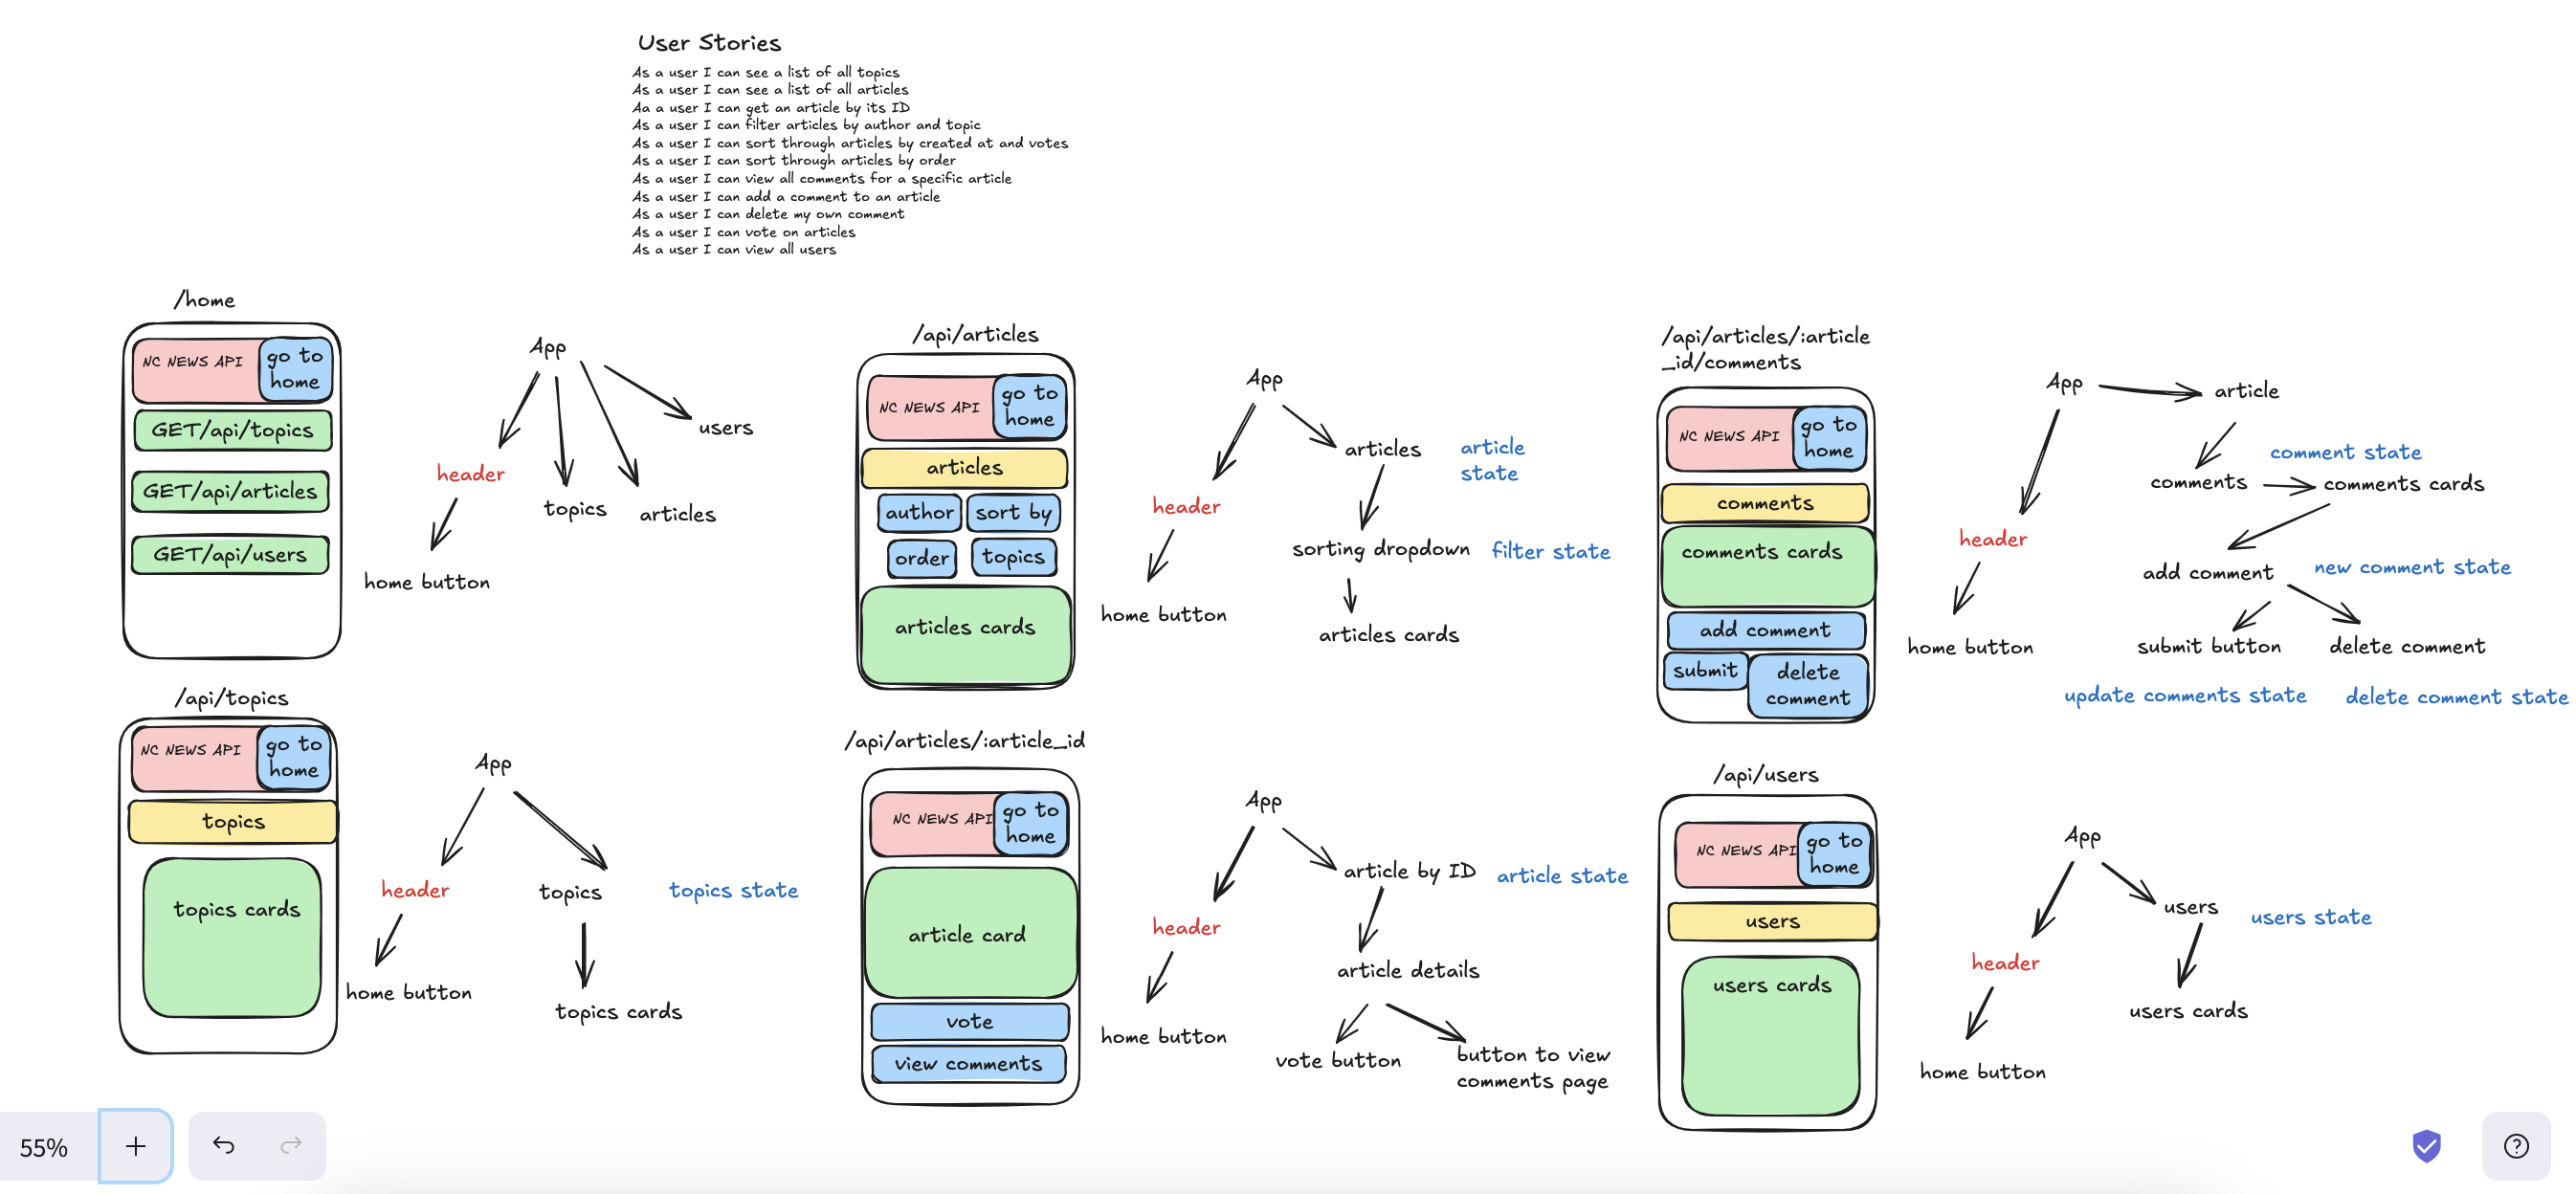 User Stories
As a user I can see a list of all topics
As a user I can see a list of all articles
Aa a user I can get an article by its ID
As a user I can filter articles by author and topic
As a user I can sort through articles by created at and votes
As a user I can sort through articles by order
As a user I can view all comments for a specific article
As a user I can add a comment to an article
As a user I can delete my own comment
As a user I can vote on articles
As a user I can view all users
/home
NC NEWS API
go to
home
GET/api/topics
GET/api/articles
GET/api/users
App
header
home button
topics
articles
users
/api/articles
NC NEWS API
go to
home
articles
author
sort by
order
topics
articles cards
App
header
home button
articles
article
state
sorting dropdown
filter state
articles cards
/api/articles/:article
_id/comments
NC NEWS API
go to
home
comments
comments cards
add comment
submit
delete
comment
App
article
header
home button
comment state
comments
comments cards
add comment
new comment state
submit button
delete comment
update comments state
delete comment state
/api/topics
NC NEWS API
go to
home
topics
topics cards
App
header
home button
topics
topics state
topics cards
/api/articles/:article_id
NC NEWS API
go to
home
article card
vote
view comments
App
header
home button
article by ID
article state
article details
vote button
button to view
comments page
/api/users
NC NEWS API
go to
home
users
users cards
App
header
home button
users
users state
users cards
55%